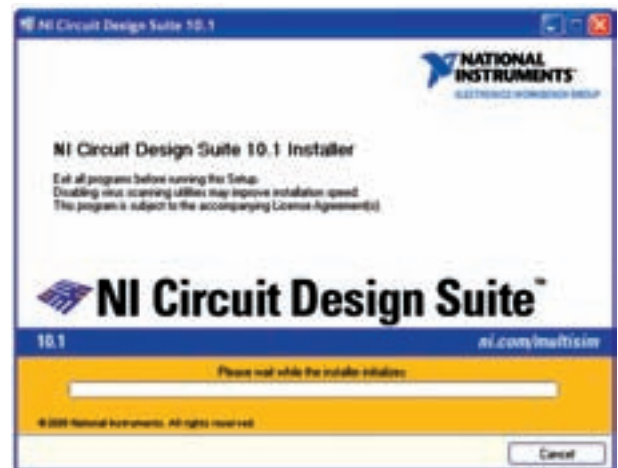 NI Circuit Design Suite 10.1
NATIONAL
INSTRUMENTS
ELECTRONICS WORKBENCH GROUP
NI Circuit Design Suite 10.1 Installer
Exit all programs before running this Setup.
Disabling virus scanning utilities may improve installation speed.
This program is subject to the accompanying License Agreement(s).
NI Circuit Design Suite™
10.1
ni.com/multisim
Please wait while the installer initializes
National Instruments. All rights reserved.
Cancel